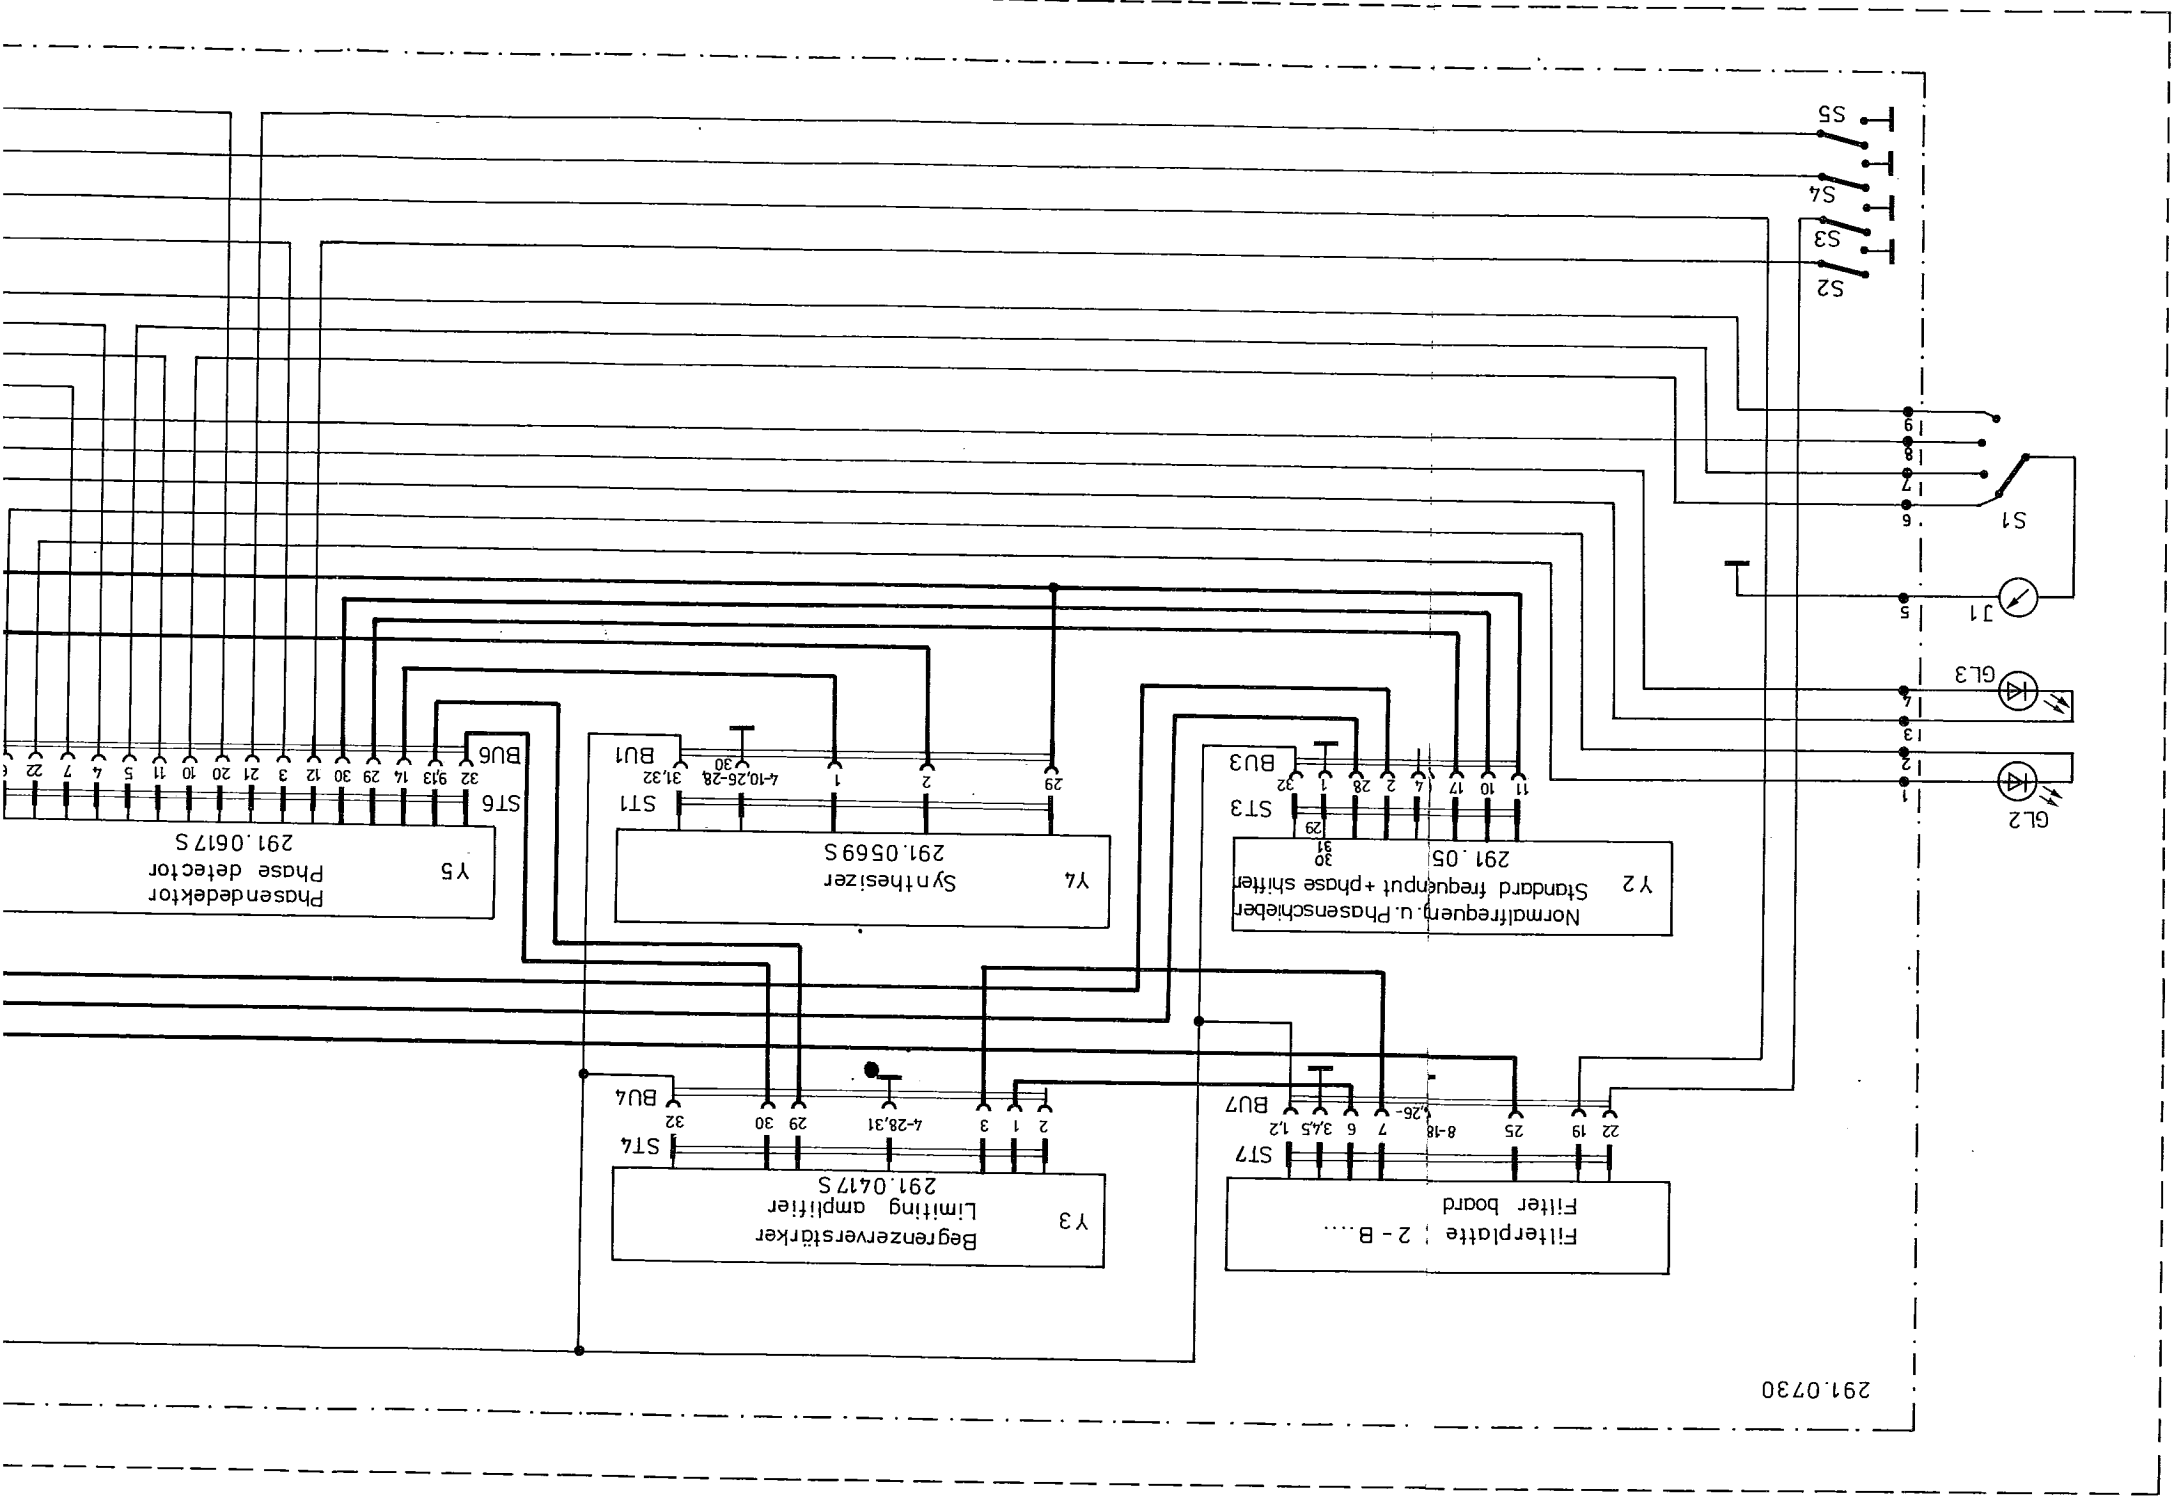 291.0730
Filterplatte 2 - B....
Filter board
ST7
22 19 25 8-18 ,26- 7 6 3,4,5 1,2
BU7
Y3
Begrenzerverstärker
Limiting amplifier
291.0417 S
ST4
2 1 3 4-28,31 29 30 32
BU4
Y2
u.Phasenschieber
Standard + phase shifter
291.05
30
31
29
ST3
11 10 17 4 2 28 1 32
BU3
Y4
Synthesizer
291.0569 S
ST1
29 2 1 4-10,26-28, 30 31,32
BU1
Y5
Phasendedektor
Phase detector
291.0617 S
ST6
32 9,13 14 29 30 12 3 21 20 10 11 5 4 7 22 6
BU6
GL2
1
2
3
4
GL3
J1
5
S1
6
7
8
9
S2
S3
S4
S5